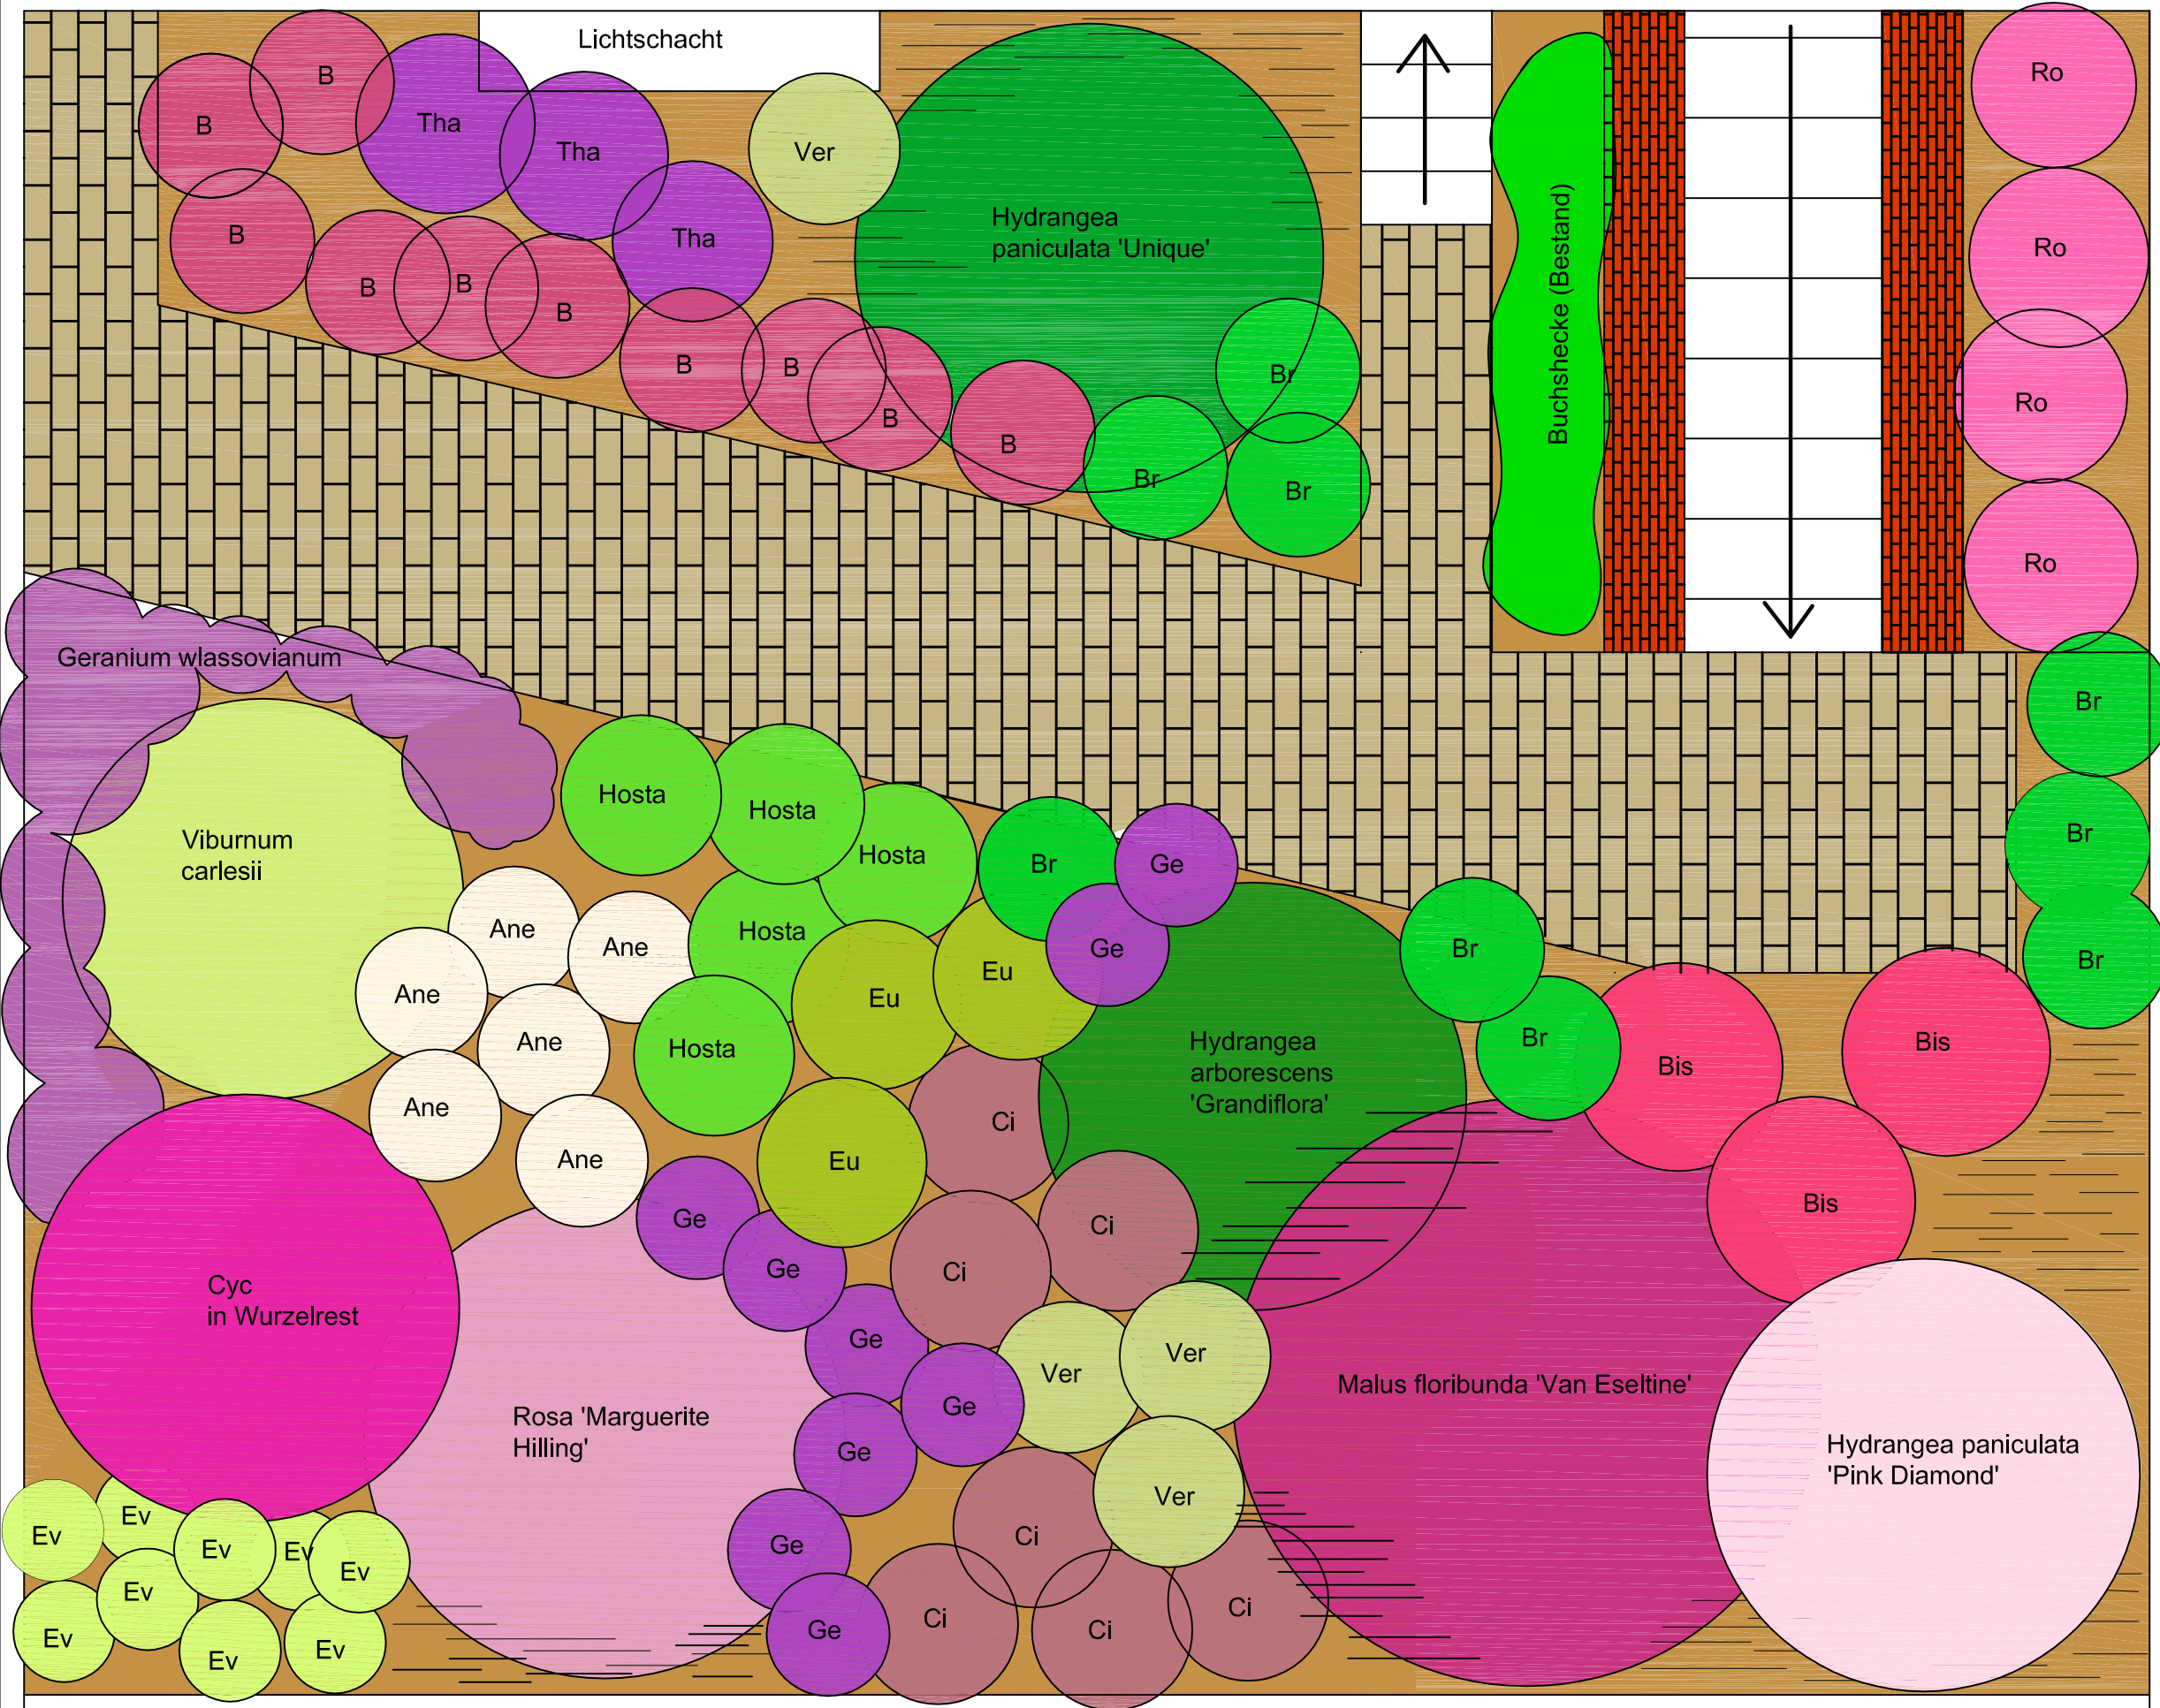 Lichtschacht
B
B
Tha
Tha
Ver
Ro
B
Tha
Hydrangea
paniculata 'Unique'
Ro
B
B
B
Buchshecke (Bestand)
B
B
B
B
Br
Br
Br
Ro
Ro
Geranium wlassovianum
Br
Viburnum
carlesii
Hosta
Hosta
Hosta
Br
Ge
Br
Ane
Ane
Hosta
Ge
Br
Br
Ane
Eu
Eu
Ane
Hosta
Hydrangea
arborescens
'Grandiflora'
Br
Bis
Bis
Ane
Ane
Eu
Ci
Bis
Ge
Ge
Ci
Ci
Cyc
in Wurzelrest
Ge
Ver
Ver
Malus floribunda 'Van Eseltine'
Rosa 'Marguerite
Hilling'
Ge
Ge
Hydrangea paniculata
'Pink Diamond'
Ver
Ev
Ev
Ev
Ev
Ev
Ge
Ci
Ev
Ev
Ev
Ev
Ge
Ci
Ci
Ci